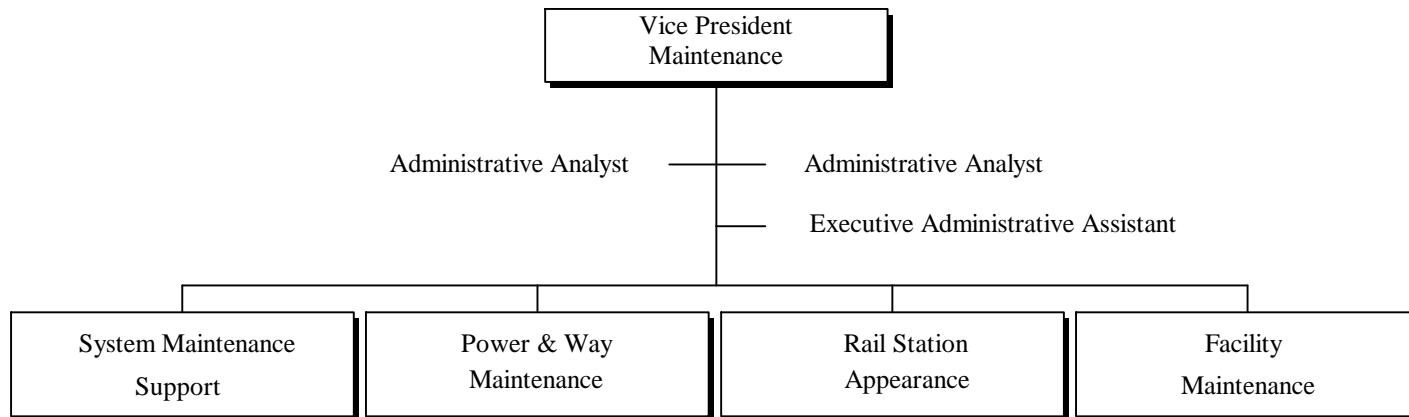 Vice President
Maintenance
Administrative Analyst
Administrative Analyst
Executive Administrative Assistant
System Maintenance
Support
Power & Way
Maintenance
Rail Station
Appearance
Facility
Maintenance